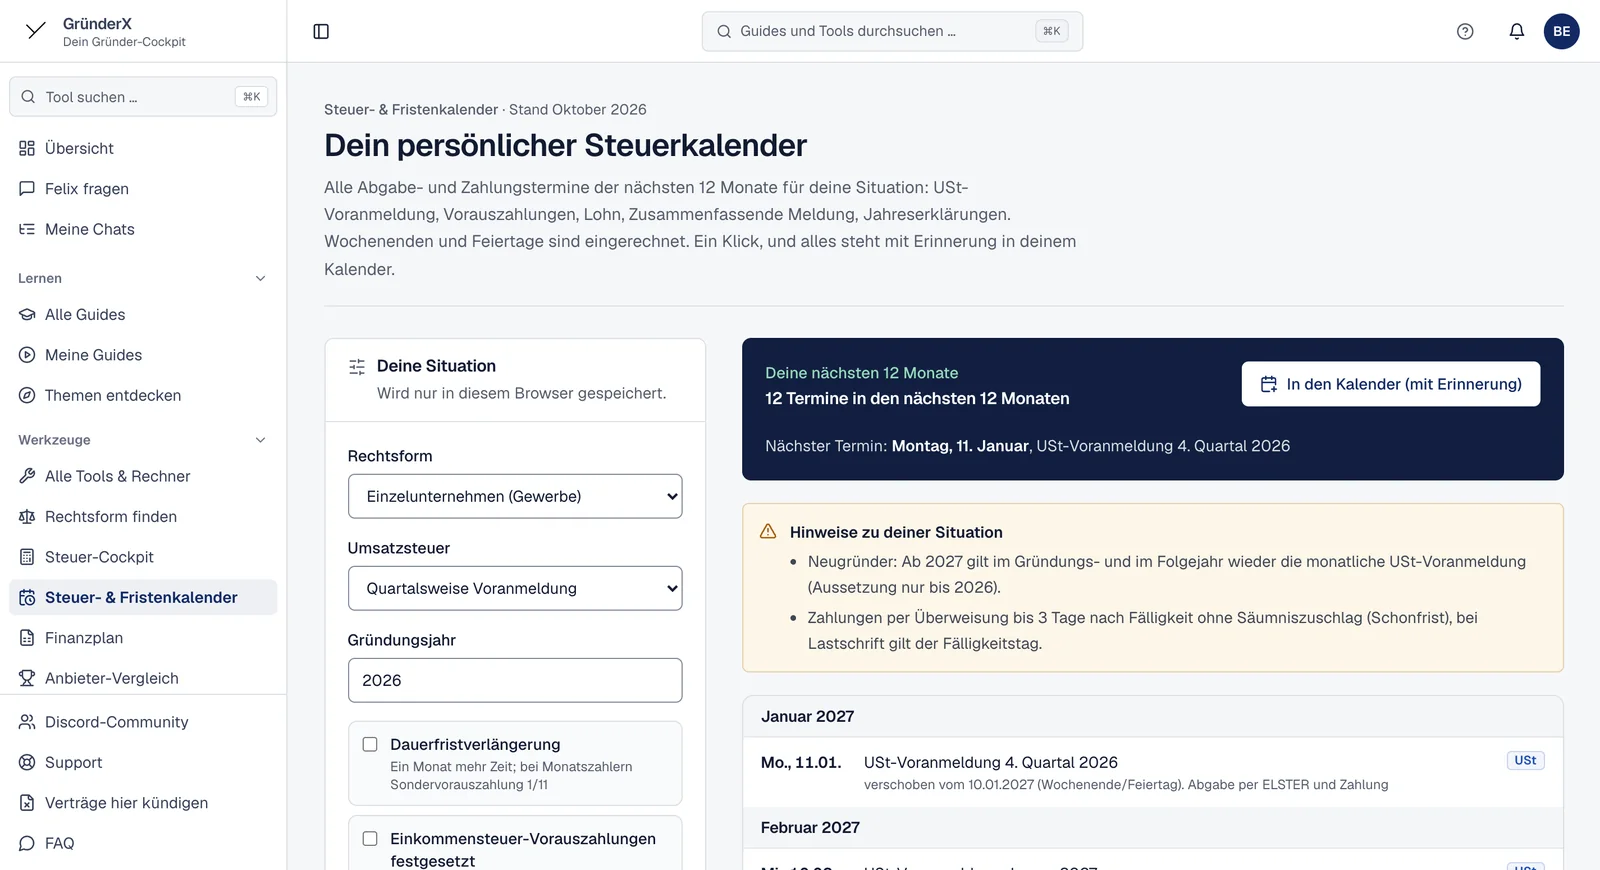 GründerX
Dein Gründer-Cockpit
Guides und Tools durchsuchen ...
⌘K
BE
Tool suchen ...
⌘K
Übersicht
Felix fragen
Meine Chats
Lernen
Alle Guides
Meine Guides
Themen entdecken
Werkzeuge
Alle Tools & Rechner
Rechtsform finden
Steuer-Cockpit
Steuer- & Fristenkalender
Finanzplan
Anbieter-Vergleich
Discord-Community
Support
Verträge hier kündigen
FAQ
Steuer- & Fristenkalender · Stand Oktober 2026
Dein persönlicher Steuerkalender
Alle Abgabe- und Zahlungstermine der nächsten 12 Monate für deine Situation: USt-
Voranmeldung, Vorauszahlungen, Lohn, Zusammenfassende Meldung, Jahreserklärungen.
Wochenenden und Feiertage sind eingerechnet. Ein Klick, und alles steht mit Erinnerung in deinem
Kalender.
Deine Situation
Wird nur in diesem Browser gespeichert.
Rechtsform
Einzelunternehmen (Gewerbe)
Umsatzsteuer
Quartalsweise Voranmeldung
Gründungsjahr
2026
Dauerfristverlängerung
Ein Monat mehr Zeit; bei Monatszahlern
Sondervorauszahlung 1/11
Einkommensteuer-Vorauszahlungen
festgesetzt
Deine nächsten 12 Monate
12 Termine in den nächsten 12 Monaten
In den Kalender (mit Erinnerung)
Nächster Termin: Montag, 11. Januar, USt-Voranmeldung 4. Quartal 2026
Hinweise zu deiner Situation
• Neugründer: Ab 2027 gilt im Gründungs- und im Folgejahr wieder die monatliche USt-Voranmeldung
(Aussetzung nur bis 2026).
• Zahlungen per Überweisung bis 3 Tage nach Fälligkeit ohne Säumniszuschlag (Schonfrist), bei
Lastschrift gilt der Fälligkeitstag.
Januar 2027
Mo., 11.01.
USt-Voranmeldung 4. Quartal 2026
USt
verschoben vom 10.01.2027 (Wochenende/Feiertag). Abgabe per ELSTER und Zahlung
Februar 2027